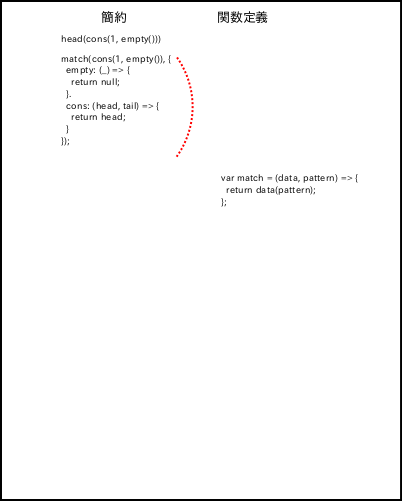 簡約 関数定義
head(cons(1, empty()))
match(cons(1, empty()), {
empty: (_) => {
return null;
}.
cons: (head, tail) => {
return head;
}
});
var match = (data, pattern) => {
return data(pattern);
};